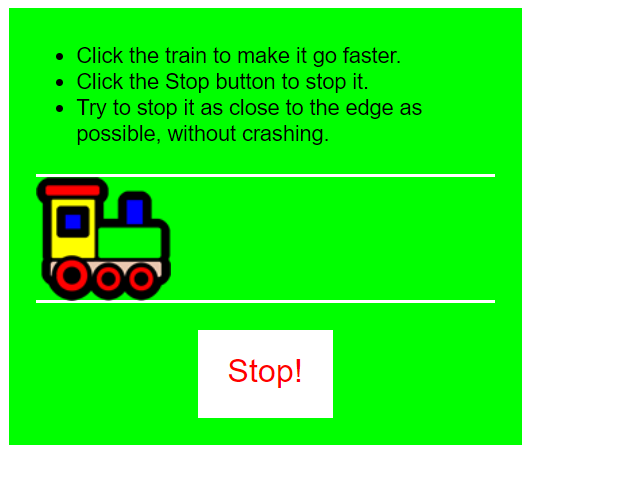 Click the train to make it go faster.
Click the Stop button to stop it.
Try to stop it as close to the edge as
possible, without crashing.
Stop!